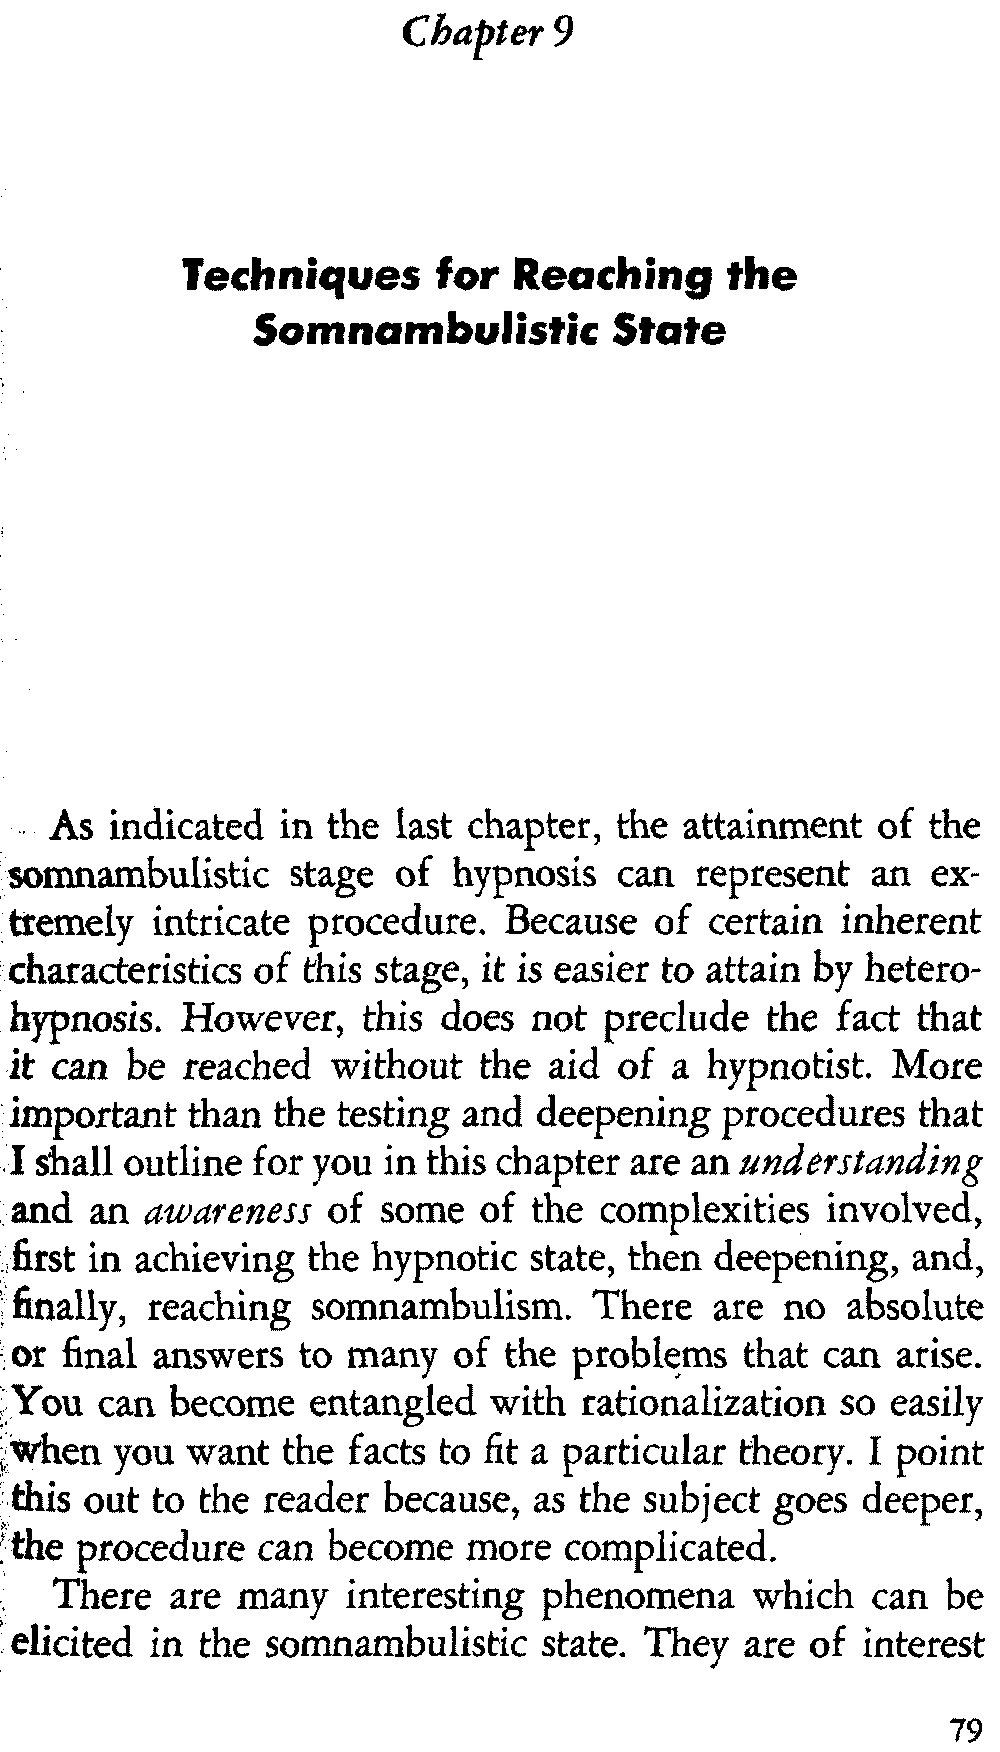 Chapter 9
Techniques for Reaching the
Somnambulistic State
As indicated in the last chapter, the attainment of the
somnambulistic stage of hypnosis can represent an ex-
tremely intricate procedure. Because of certain inherent
characteristics of this stage, it is easier to attain by hetero-
hypnosis. However, this does not preclude the fact that
it can be reached without the aid of a hypnotist. More
important than the testing and deepening procedures that
I shall outline for you in this chapter are an understanding
and an awareness of some of the complexities involved,
first in achieving the hypnotic state, then deepening, and,
finally, reaching somnambulism. There are no absolute
or final answers to many of the problems that can arise.
You can become entangled with rationalization so easily
when you want the facts to fit a particular theory. I point
this out to the reader because, as the subject goes deeper,
the procedure can become more complicated.
There are many interesting phenomena which can be
elicited in the somnambulistic state. They are of interest
79